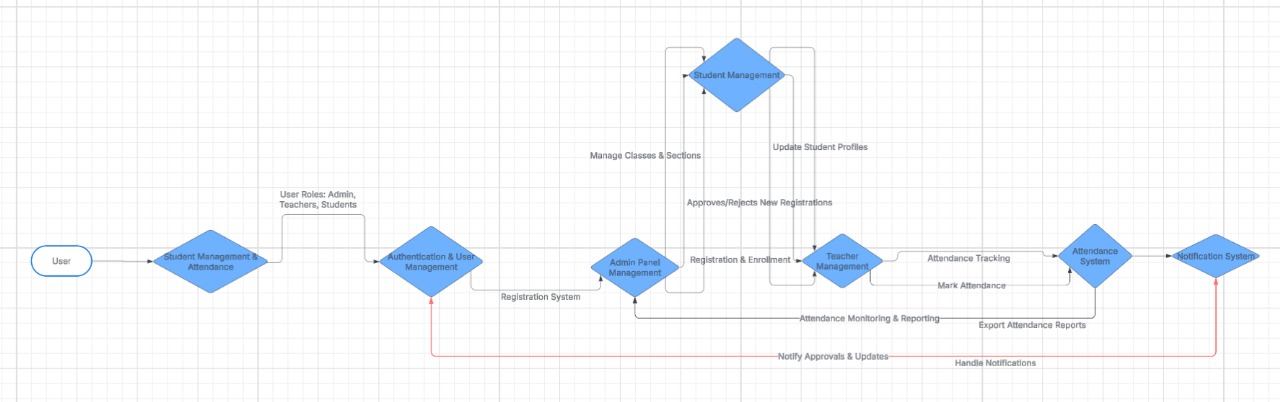 Student Management
Manage Classes & Sections
Update Student Profiles
User Roles: Admin,
Teachers, Students
Approves/Rejects New Registrations
User
Student Management &
Attendance
Authentication & User
Management
Registration System
Admin Panel
Management
Registration & Enrollment
Teacher
Management
Attendance Tracking
Mark Attendance
Attendance
System
Notification System
Attendance Monitoring & Reporting
Export Attendance Reports
Notify Approvals & Updates
Handle Notifications